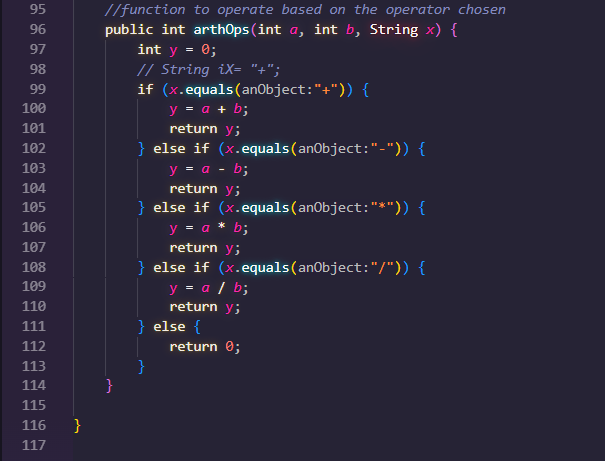 95 //function to operate based on the operator chosen
96 public int arthOps(int a, int b, String x) {
97 int y = 0;
98 // String iX= "+";
99 if (x.equals(anObject:"+")) {
100 y = a + b;
101 return y;
102 } else if (x.equals(anObject:"-")) {
103 y = a - b;
104 return y;
105 } else if (x.equals(anObject:"*")) {
106 y = a * b;
107 return y;
108 } else if (x.equals(anObject:"/")) {
109 y = a / b;
110 return y;
111 } else {
112 return 0;
113 }
114 }
115
116 }
117